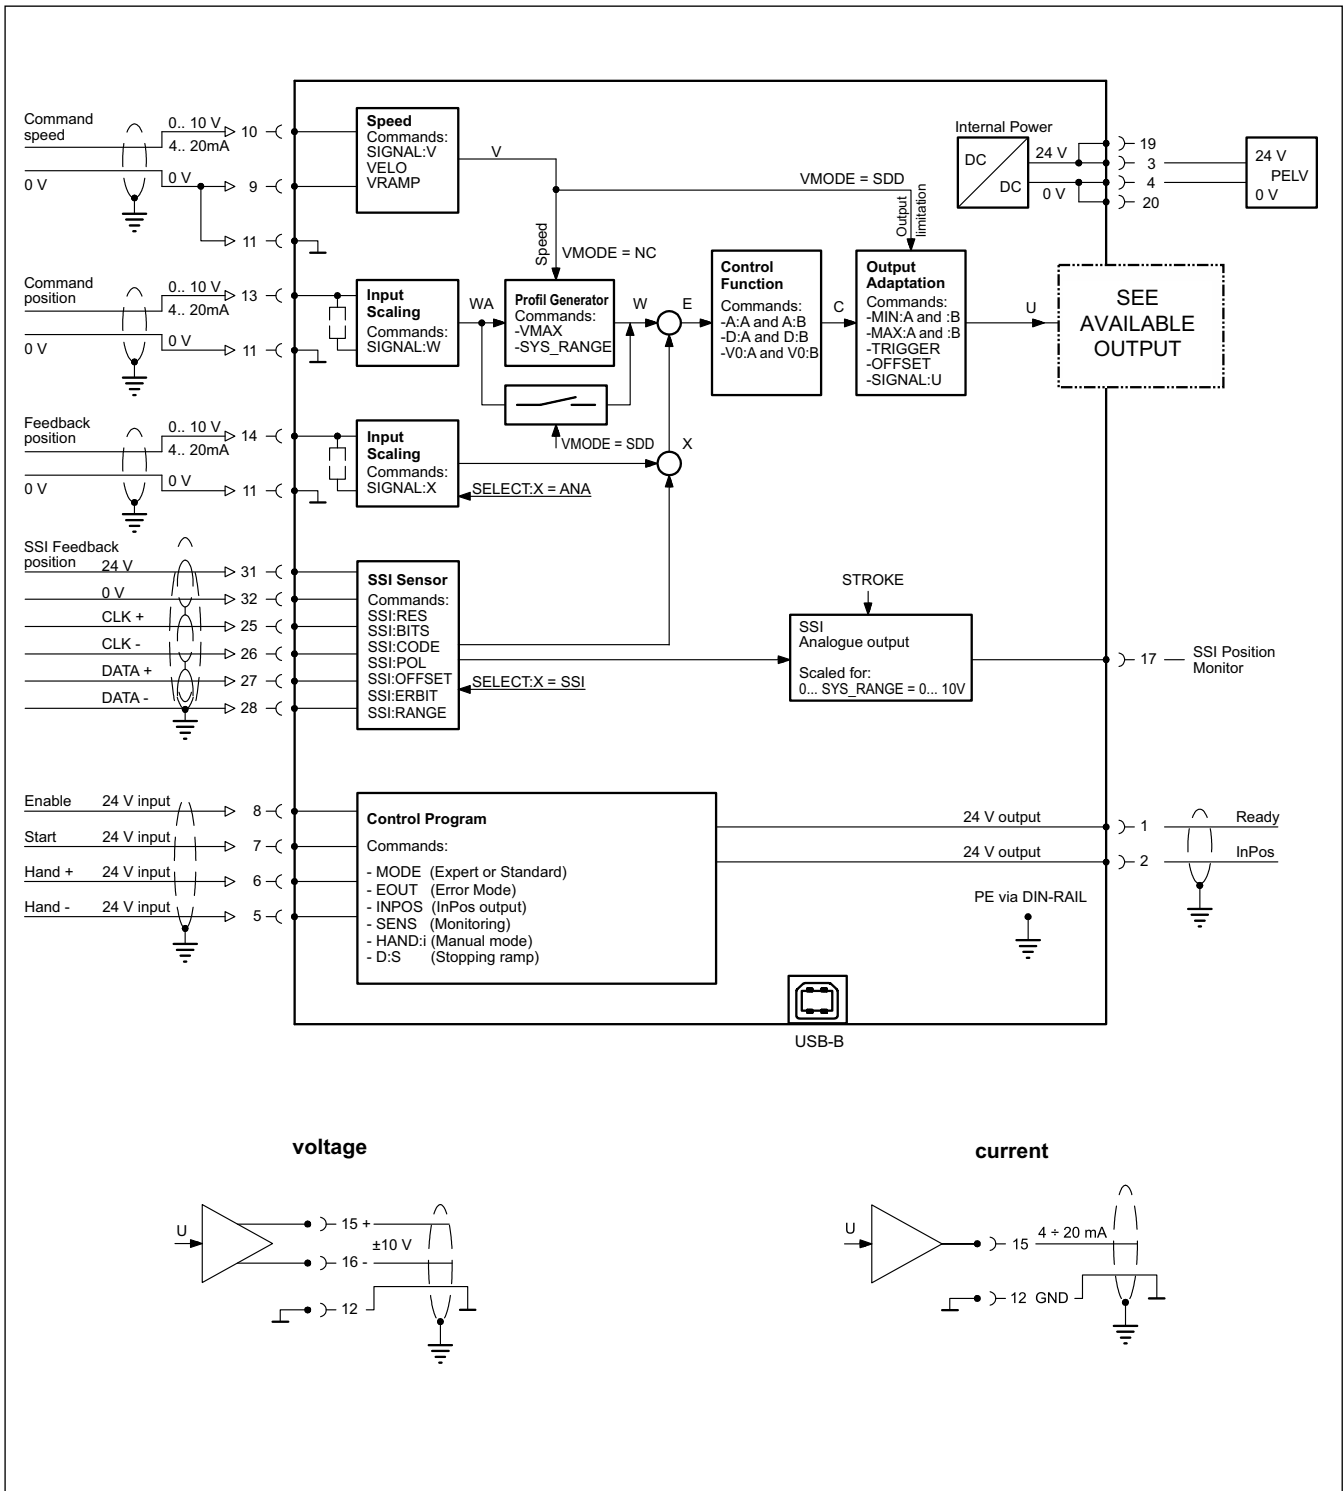 Command
speed
0.. 10 V
4.. 20mA
10
0 V
0 V
9
11
Speed
Commands:
SIGNAL:V
VELO
VRAMP
V
VMODE = SDD
Output
limitation
Speed
VMODE = NC
Internal Power
DC
DC
24 V
0 V
19
3
4
20
24 V
PELV
0 V
Command
position
0.. 10 V
4.. 20mA
13
0 V
0 V
11
Input
Scaling
Commands:
SIGNAL:W
WA
Profil Generator
Commands:
-VMAX
-SYS_RANGE
W
E
Control
Function
Commands:
-A:A and A:B
-D:A and D:B
-V0:A and V0:B
C
Output
Adaptation
Commands:
-MIN:A and :B
-MAX:A and :B
-TRIGGER
-OFFSET
-SIGNAL:U
U
SEE
AVAILABLE
OUTPUT
VMODE = SDD
Feedback
position
0.. 10 V
4.. 20mA
14
0 V
0 V
11
Input
Scaling
Commands:
SIGNAL:X
X
SELECT:X = ANA
SSI Feedback
position
24 V
31
0 V
32
CLK +
25
CLK -
26
DATA +
27
DATA -
28
SSI Sensor
Commands:
SSI:RES
SSI:BITS
SSI:CODE
SSI:POL
SSI:OFFSET
SSI:ERBIT
SSI:RANGE
SELECT:X = SSI
STROKE
SSI
Analogue output
Scaled for:
0... SYS_RANGE = 0... 10V
17
SSI Position
Monitor
Enable 24 V input 8
Start 24 V input 7
Hand + 24 V input 6
Hand - 24 V input 5
Control Program
Commands:
- MODE (Expert or Standard)
- EOUT (Error Mode)
- INPOS (InPos output)
- SENS (Monitoring)
- HAND:i (Manual mode)
- D:S (Stopping ramp)
24 V output 1 Ready
24 V output 2 InPos
PE via DIN-RAIL
USB-B
voltage
U
15 +
±10 V
16 -
12
current
U
15
4 ÷ 20 mA
12 GND